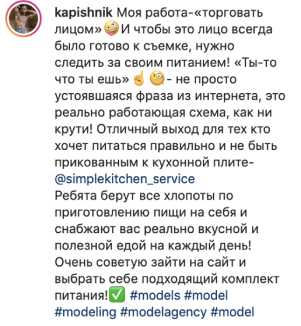 kapishnik Моя работа-«торговать
лицом»🤪И чтобы это лицо всегда
было готово к съемке, нужно
следить за своим питанием! «Ты-то
что ты ешь»☝️🧐- не просто
устоявшаяся фраза из интернета, это
реально работающая схема, как ни
крути! Отличный выход для тех кто
хочет питаться правильно и не быть
прикованным к кухонной плите-
@simplekitchen_service
Ребята берут все хлопоты по
приготовлению пищи на себя и
снабжают вас реально вкусной и
полезной едой на каждый день!
Очень советую зайти на сайт и
выбрать себе подходящий комплект
питания!✅ #models #model
#modeling #modelagency #model